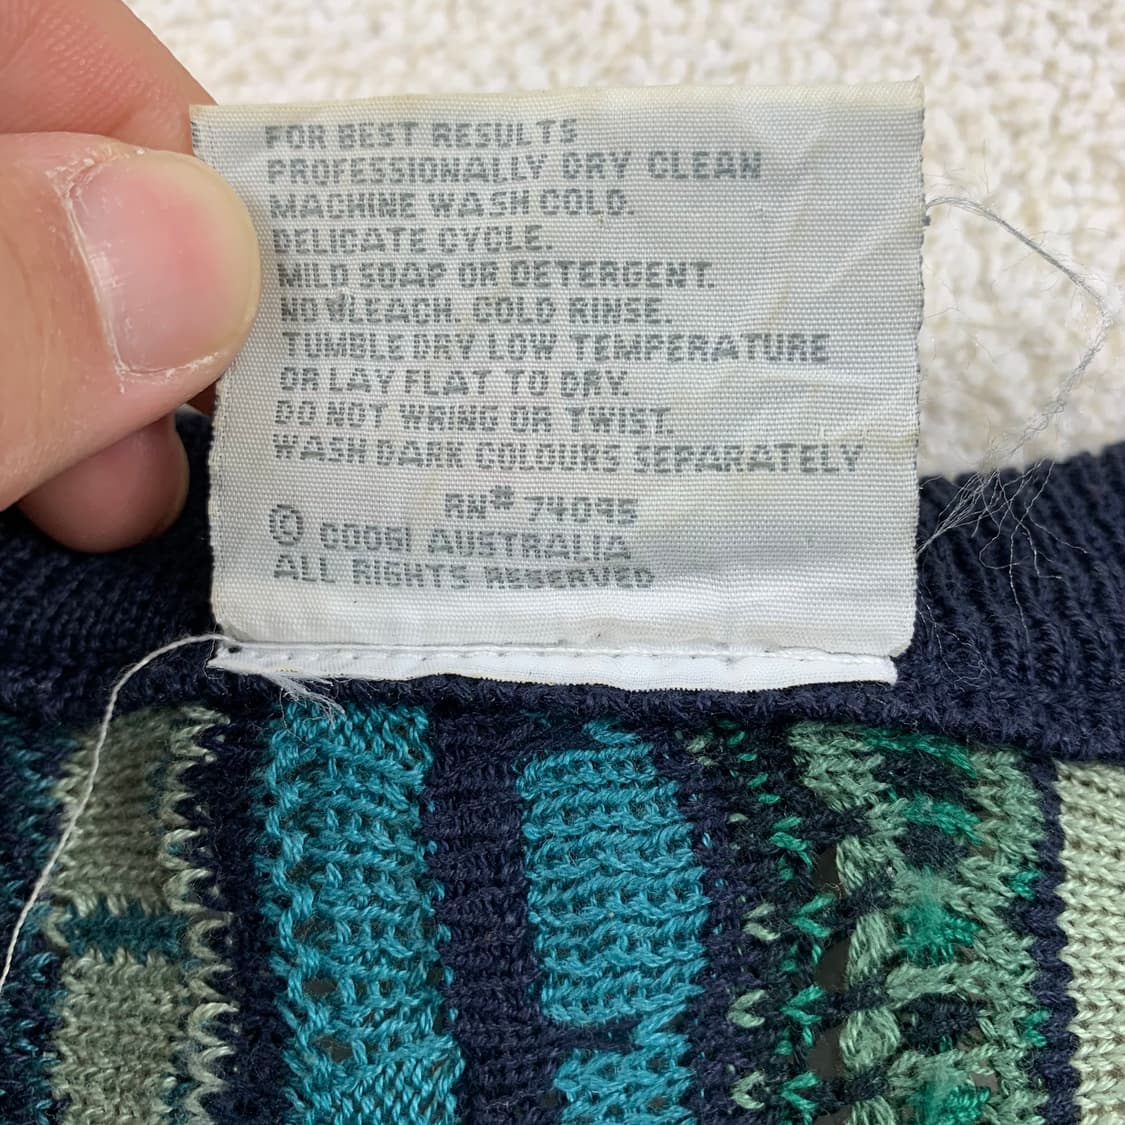 FOR BEST RESULTS
PROFESSIONALLY DRY CLEAN
MACHINE WASH COLD.
DELICATE CYCLE.
MILD SOAP OR DETERGENT.
NO BLEACH. COLD RINSE.
TUMBLE DRY LOW TEMPERATURE
OR LAY FLAT TO DRY.
DO NOT WRING OR TWIST.
WASH DARK COLOURS SEPARATELY
RN# 74095
© COOGI AUSTRALIA
ALL RIGHTS RESERVED